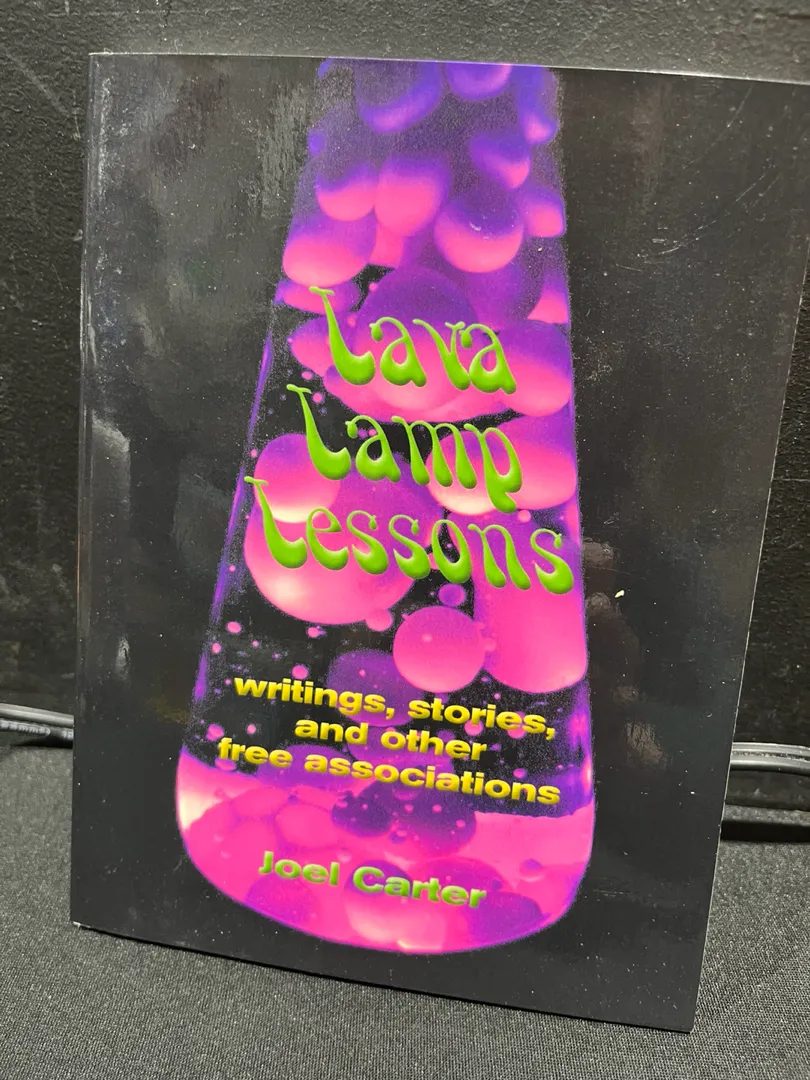 Lava
Lamp
Lessons
writings, stories,
and other
free associations
Joel Carter